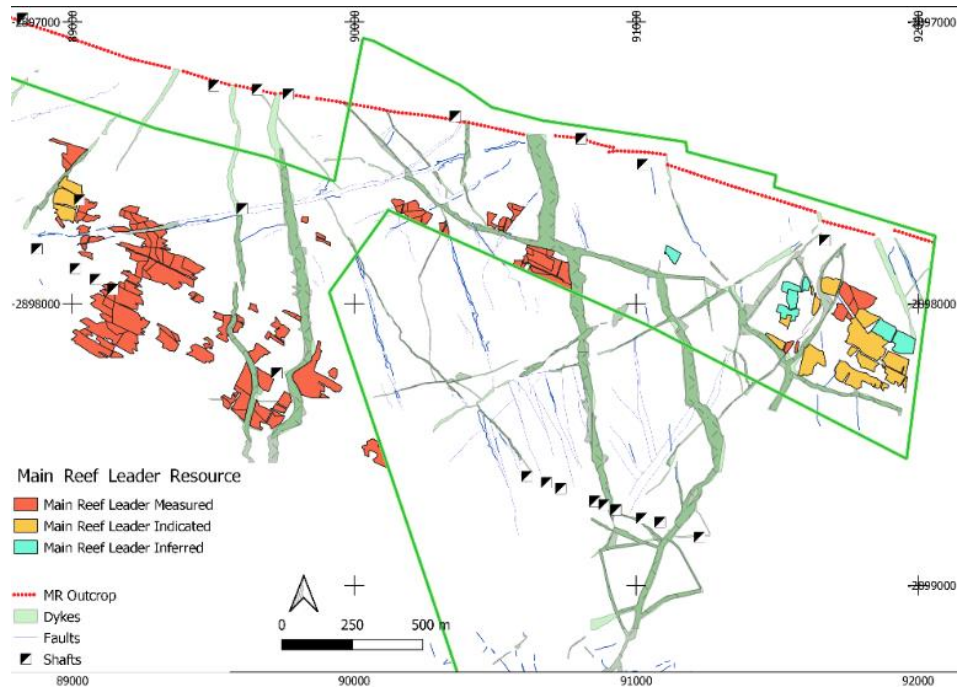 89000
90000
91000
92000
-2897000
-2897000
-2898000
-2898000
Main Reef Leader Resource
Main Reef Leader Measured
Main Reef Leader Indicated
Main Reef Leader Inferred
MR Outcrop
Dykes
Faults
Shafts
0 250 500 m
-2899000
89000
90000
91000
92000